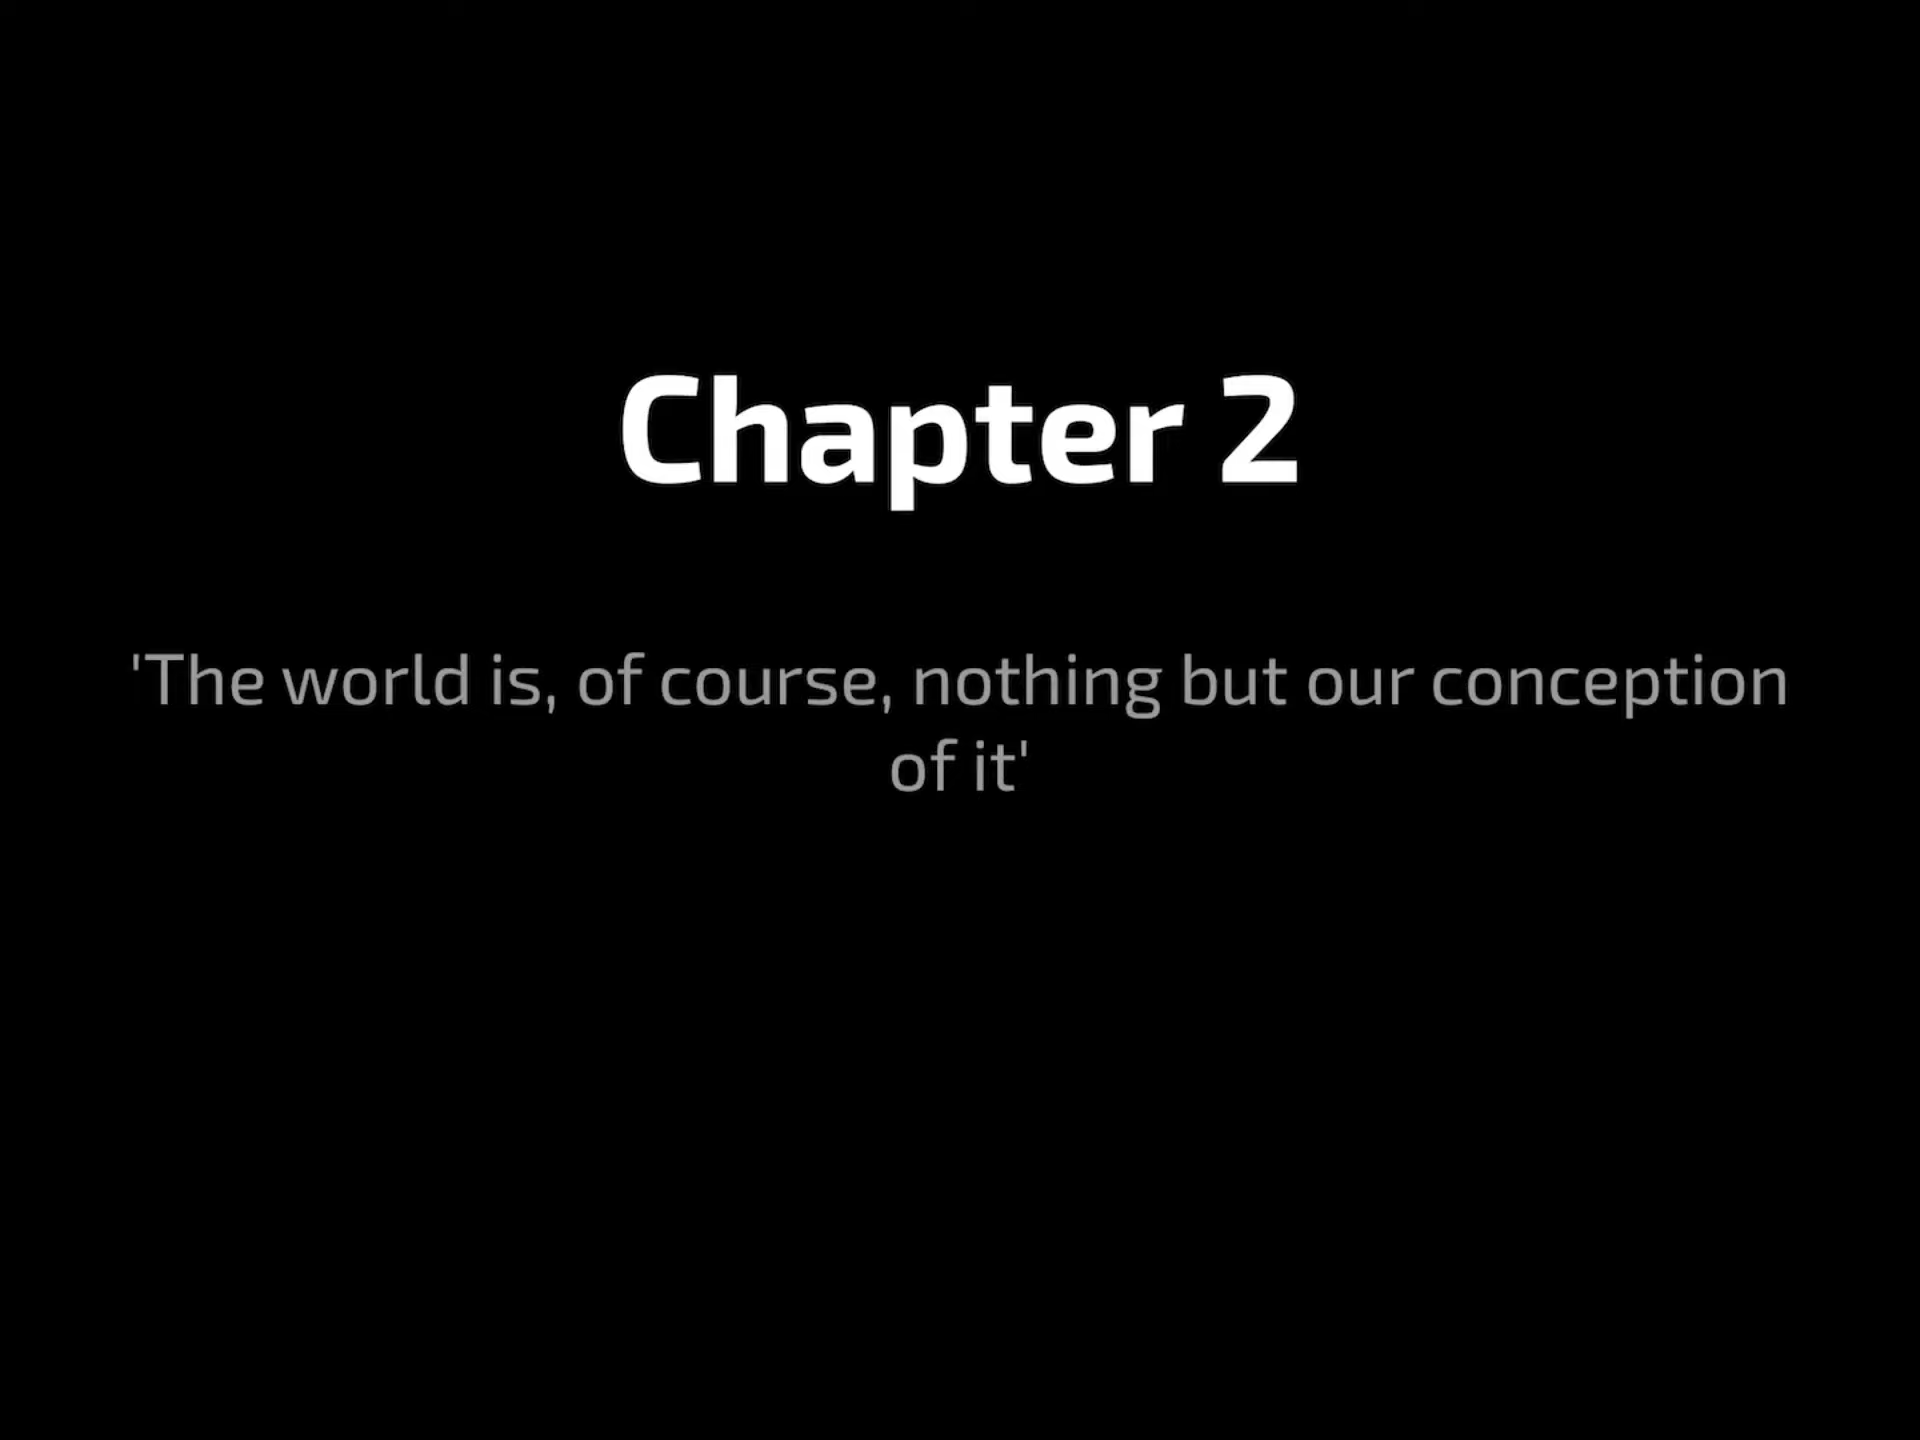 Chapter 2
'The world is, of course, nothing but our conception
of it'